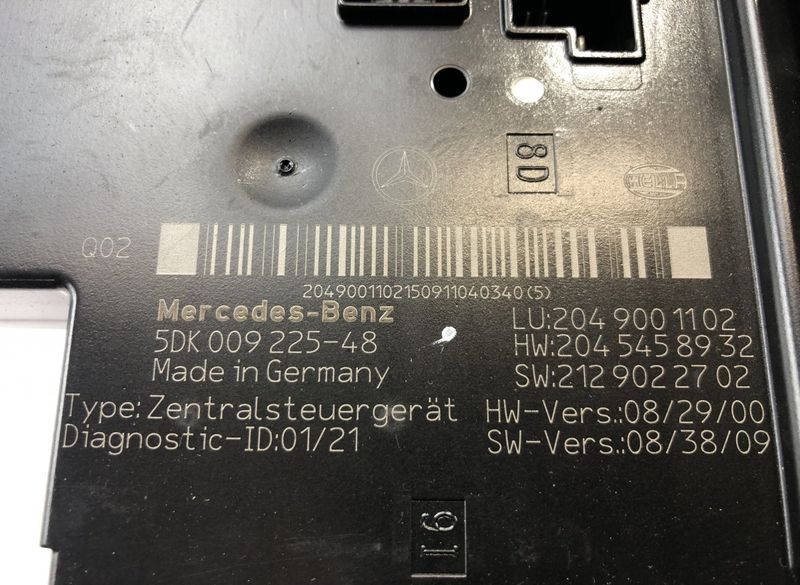 8D
HELLA
Q02
2049001102150911040340(5)
Mercedes-Benz
5DK 009 225-48
Made in Germany
LU:204 900 11 02
HW:204 545 89 32
SW:212 902 27 02
Type: Zentralsteuergerät
Diagnostic-ID:01/21
HW-Vers.:08/29/00
SW-Vers.:08/38/09
16